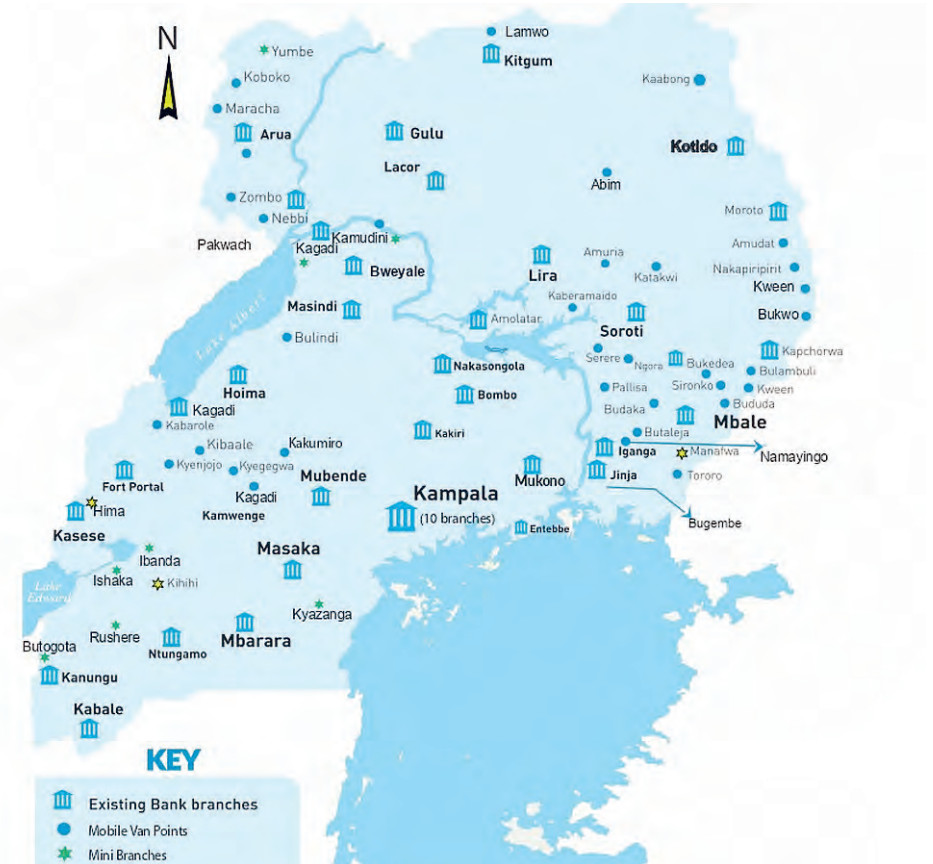 N
Lamwo
Yumbe
Kitgum
Koboko
Kaabong
Maracha
Arua
Gulu
Kotido
Lacor
Abim
Zombo
Moroto
Nebbi
Pakwach
Kamudini
Kagadi
Amudat
Amuria
Nakapiripirit
Bweyale
Lira
Katakwi
Kween
Kaberamaido
Masindi
Lake Albert
Amolatar
Soroti
Bukwo
Bulindi
Serere
Ngora
Bukedea
Kapchorwa
Nakasongola
Bulambuli
Hoima
Pallisa
Sironko
Kween
Bombo
Kagadi
Budaka
Bududa
Kabarole
Mbale
Kakiri
Butaleja
Kibaale
Kakumiro
Iganga
Manafwa
Namayingo
Kyenjojo
Kyegegwa
Mubende
Mukono
Jinja
Tororo
Fort Portal
Kagadi
Kampala
(10 branches)
Hima
Kamwenge
Bugembe
Entebbe
Kasese
Masaka
Ibanda
Ishaka
Kihihi
Lake
Edward
Kyazanga
Rushere
Mbarara
Butogota
Ntungamo
Kanungu
Kabale
KEY
Existing Bank branches
Mobile Van Points
Mini Branches